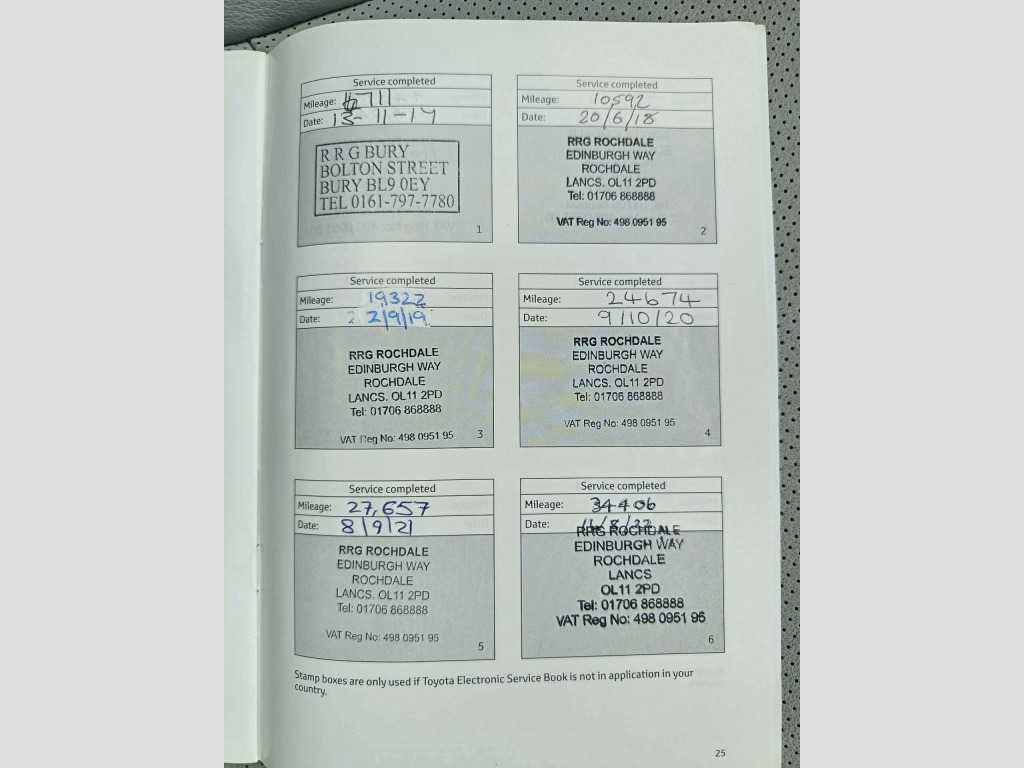 Service completed
Mileage: 6711
Date: 13-11-17
R R G BURY
BOLTON STREET
BURY BL9 0EY
TEL 0161-797-7780
1
Service completed
Mileage: 10,592
Date: 20/6/18
RRG ROCHDALE
EDINBURGH WAY
ROCHDALE
LANCS. OL11 2PD
Tel: 01706 868888
VAT Reg No: 498 0951 95
2
Service completed
Mileage: 19,322
Date: 2/9/19
RRG ROCHDALE
EDINBURGH WAY
ROCHDALE
LANCS. OL11 2PD
Tel: 01706 868888
VAT Reg No: 498 0951 95
3
Service completed
Mileage: 24674
Date: 9/10/20
RRG ROCHDALE
EDINBURGH WAY
ROCHDALE
LANCS. OL11 2PD
Tel: 01706 868888
VAT Reg No: 498 0951 95
4
Service completed
Mileage: 27,657
Date: 8/9/21
RRG ROCHDALE
EDINBURGH WAY
ROCHDALE
LANCS. OL11 2PD
Tel: 01706 868888
VAT Reg No: 498 0951 95
5
Service completed
Mileage: 34406
Date:
RRG ROCHDALE
EDINBURGH WAY
ROCHDALE
LANCS
OL11 2PD
Tel: 01706 868888
VAT Reg No: 498 0951 95
6
Stamp boxes are only used if Toyota Electronic Service Book is not in application in your
country.
25